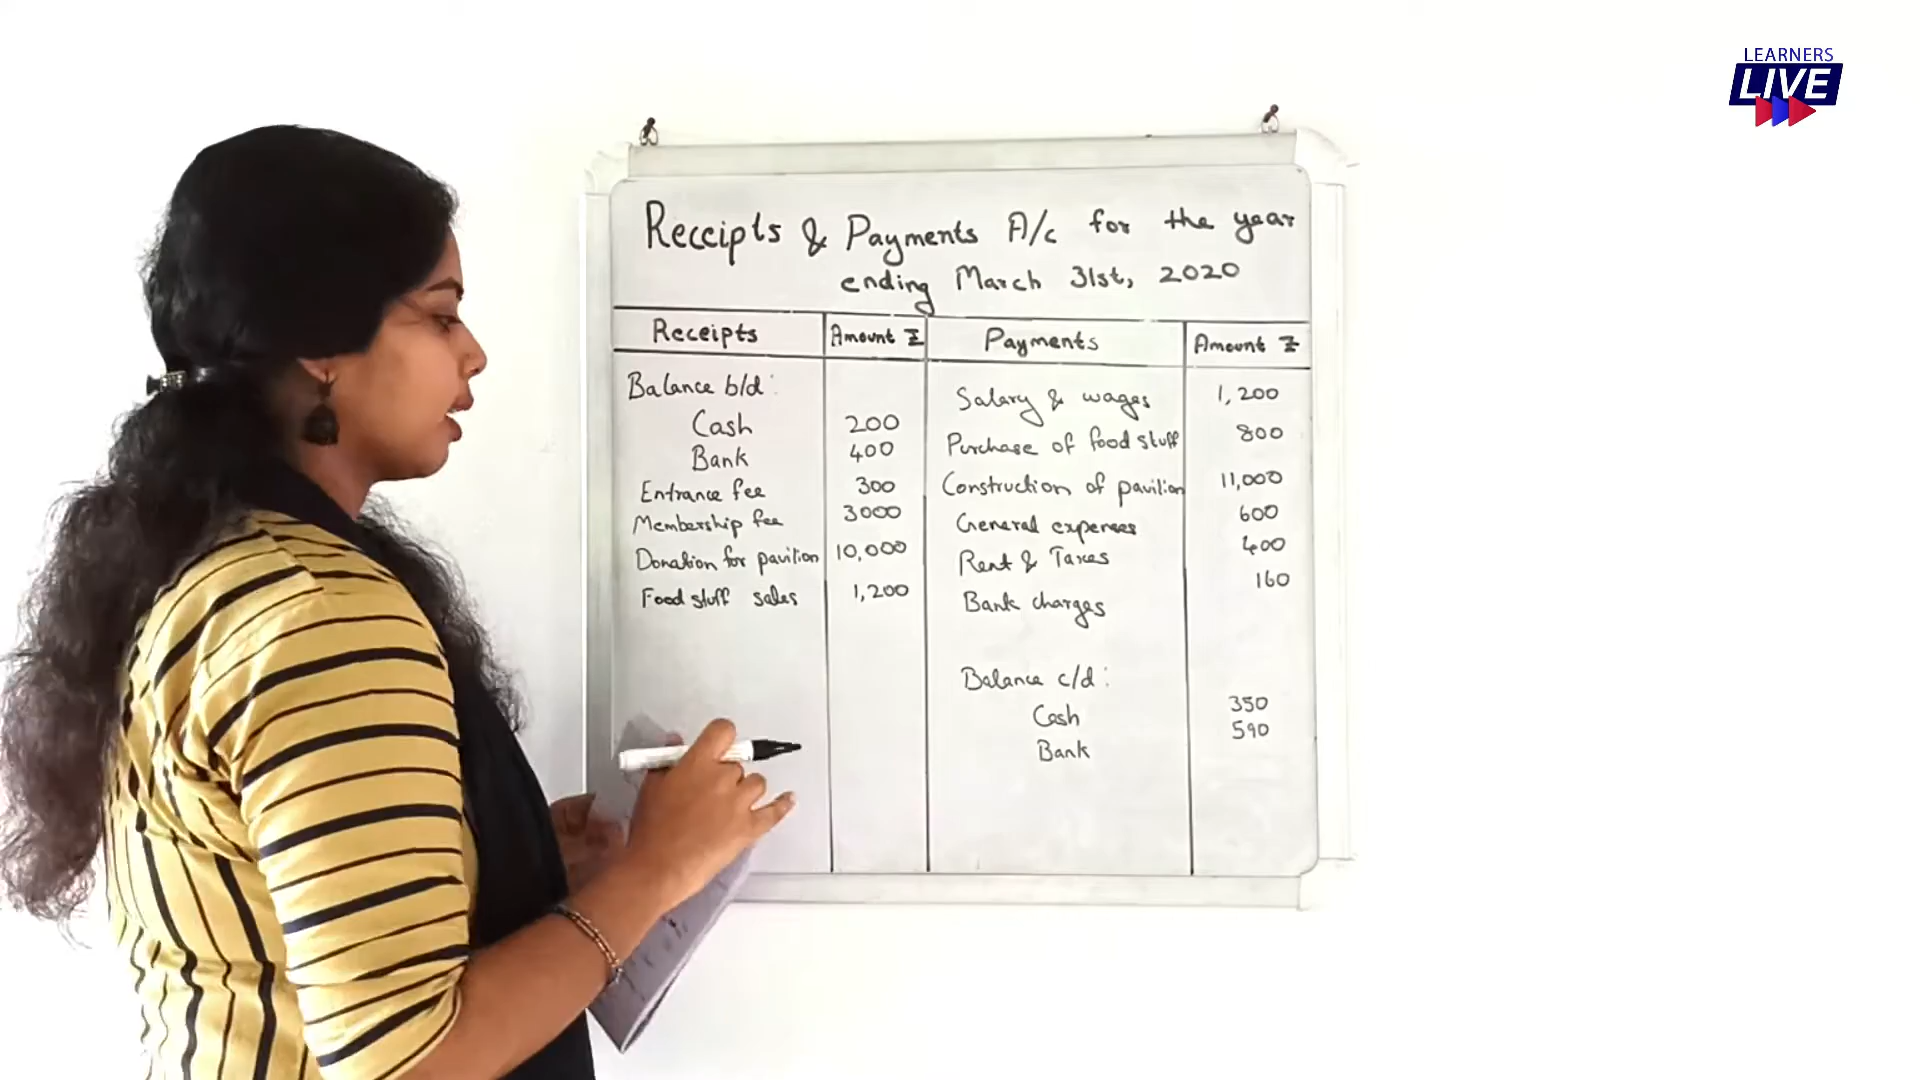 LEARNERS
LIVE
Receipts & Payments A/c for the year
ending March 31st, 2020
Receipts Amount ₹ Payments Amount ₹
Balance b/d: Salary & wages 1,200
Cash 200 Purchase of food stuff 800
Bank 400 Construction of pavilion 11,000
Entrance fee 300 General expenses 600
Membership fee 3000 Rent & Taxes 400
Donation for pavilion 10,000 Bank charges 160
Food stuff sales 1,200
Balance c/d:
Cash 350
Bank 590